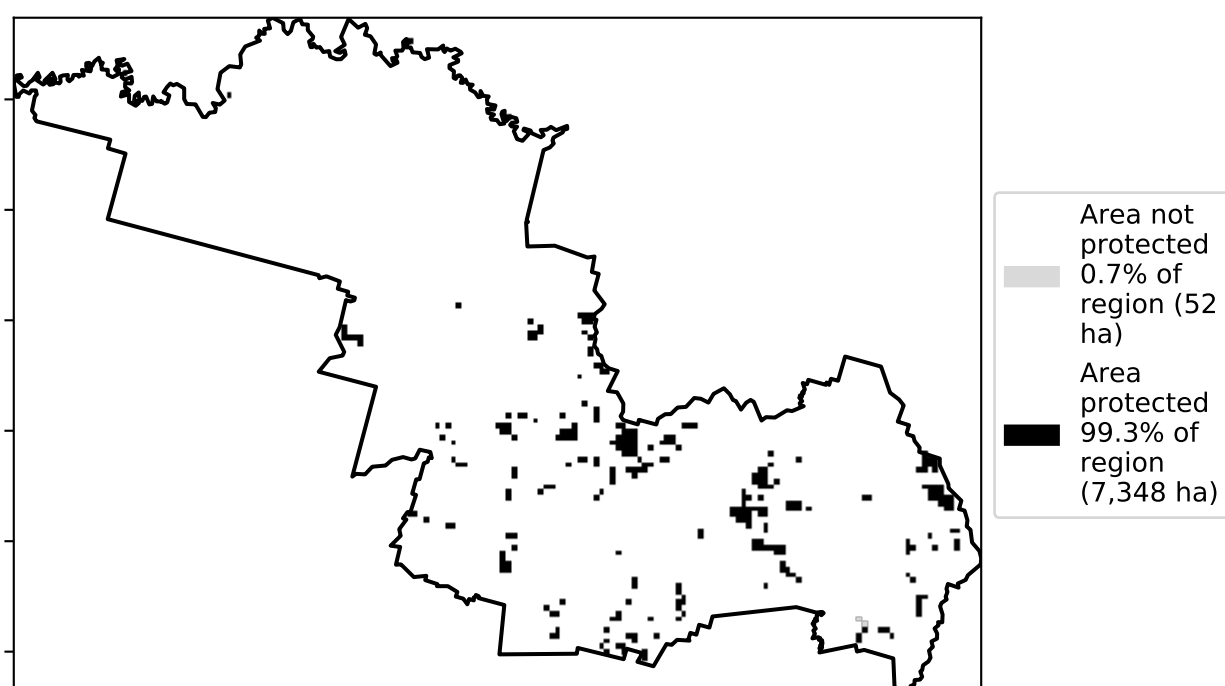 Area not
protected
0.7% of
region (52
ha)
Area
protected
99.3% of
region
(7,348 ha)